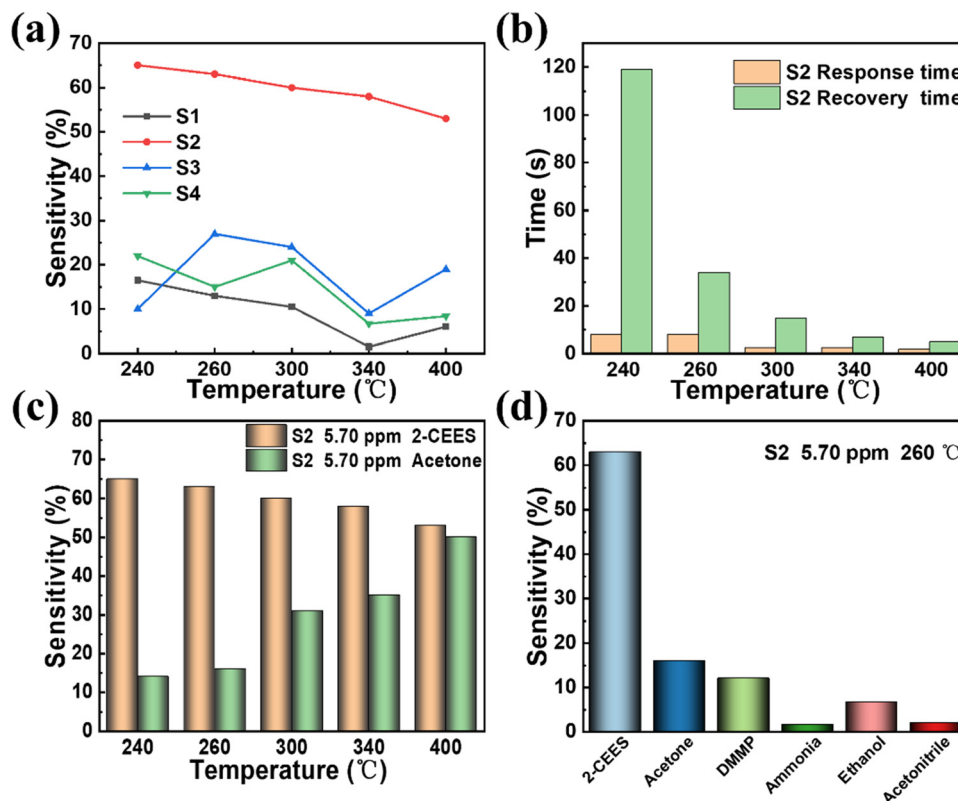 (a)
70
60
50
40
30
20
10
0
Sensitivity (%)
S1
S2
S3
S4
240 260 300 340 400
Temperature (℃)
(b)
120
100
80
60
40
20
0
Time (s)
S2 Response time
S2 Recovery time
240 260 300 340 400
Temperature (℃)
(c)
80
70
60
50
40
30
20
10
0
Sensitivity (%)
S2 5.70 ppm 2-CEES
S2 5.70 ppm Acetone
240 260 300 340 400
Temperature (℃)
(d)
70
60
50
40
30
20
10
0
Sensitivity (%)
S2 5.70 ppm 260 ℃
2-CEES
Acetone
DMMP
Ammonia
Ethanol
Acetonitrile